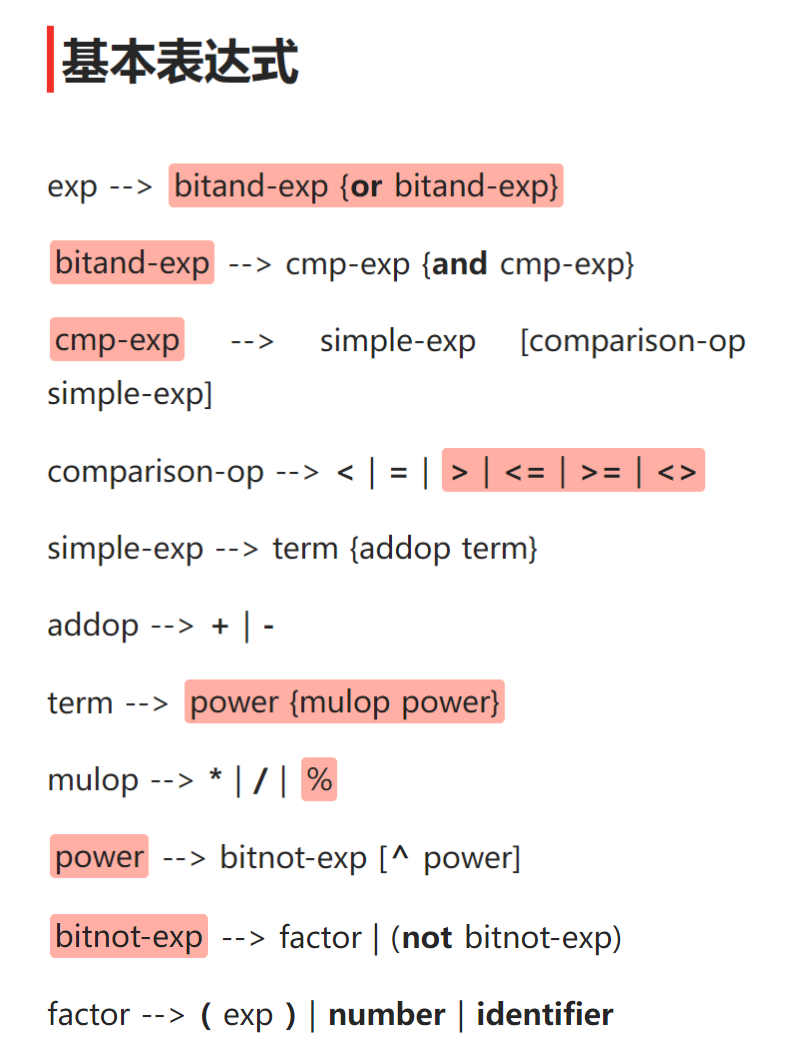 基本表达式
exp --> bitand-exp {or bitand-exp}
bitand-exp --> cmp-exp {and cmp-exp}
cmp-exp --> simple-exp [comparison-op
simple-exp]
comparison-op --> < | = | > | <= | >= | <>
simple-exp --> term {addop term}
addop --> + | -
term --> power {mulop power}
mulop --> * | / | %
power --> bitnot-exp [^ power]
bitnot-exp --> factor | (not bitnot-exp)
factor --> ( exp ) | number | identifier